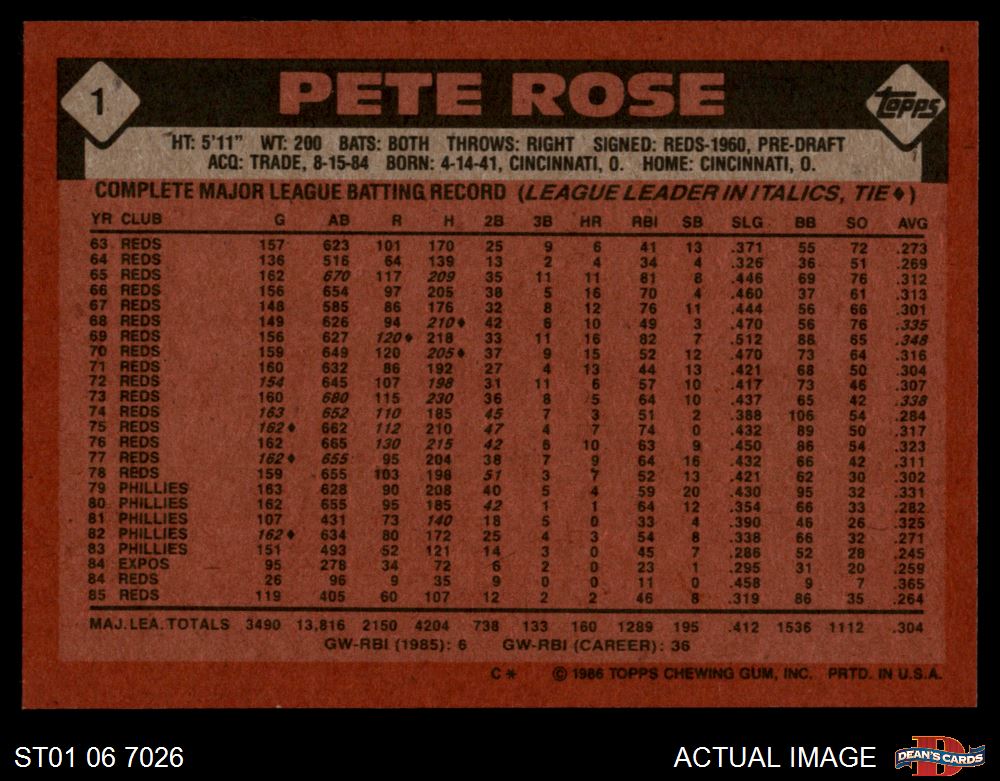 1 PETE ROSE Topps
HT: 5'11" WT: 200 BATS: BOTH THROWS: RIGHT SIGNED: REDS-1960, PRE-DRAFT
ACQ: TRADE, 8-15-84 BORN: 4-14-41, CINCINNATI, O. HOME: CINCINNATI, O.
COMPLETE MAJOR LEAGUE BATTING RECORD (LEAGUE LEADER IN ITALICS, TIE♦)
YR CLUB G AB R H 2B 3B HR RBI SB SLG BB SO AVG
63 REDS 157 623 101 170 25 9 6 41 13 .371 55 72 .273
64 REDS 136 516 64 139 13 2 4 34 4 .326 36 51 .269
65 REDS 162 670 117 209 35 11 11 81 8 .446 69 76 .312
66 REDS 156 654 97 205 38 5 16 70 4 .460 37 61 .313
67 REDS 148 585 86 176 32 8 12 76 11 .444 56 66 .301
68 REDS 149 626 94 210♦ 42 6 10 49 3 .470 56 76 .335
69 REDS 156 627 120♦ 218 33 11 16 82 7 .512 88 65 .348
70 REDS 159 649 120 205♦ 37 9 15 52 12 .470 73 64 .316
71 REDS 160 632 86 192 27 4 13 44 13 .421 68 50 .304
72 REDS 154 645 107 198 31 11 6 57 10 .417 73 46 .307
73 REDS 160 680 115 230 36 8 5 64 10 .437 65 42 .338
74 REDS 163 652 110 185 45 7 3 51 2 .388 106 54 .284
75 REDS 162♦ 662 112 210 47 4 7 74 0 .432 89 50 .317
76 REDS 162 665 130 215 42 6 10 63 9 .450 86 54 .323
77 REDS 162♦ 655 95 204 38 7 9 64 16 .432 66 42 .311
78 REDS 159 655 103 198 51 3 7 52 13 .421 62 30 .302
79 PHILLIES 163 628 90 208 40 5 4 59 20 .430 95 32 .331
80 PHILLIES 162 655 95 185 42 1 1 64 12 .354 66 33 .282
81 PHILLIES 107 431 73 140 18 5 0 33 4 .390 46 26 .325
82 PHILLIES 162♦ 634 80 172 25 4 3 54 8 .338 66 32 .271
83 PHILLIES 151 493 52 121 14 3 0 45 7 .286 52 28 .245
84 EXPOS 95 278 34 72 6 2 0 23 1 .295 31 20 .259
84 REDS 26 96 9 35 9 0 0 11 0 .458 9 7 .365
85 REDS 119 405 60 107 12 2 2 46 8 .319 86 35 .264
MAJ. LEA. TOTALS 3490 13,816 2150 4204 738 133 160 1289 195 .412 1536 1112 .304
GW-RBI (1985): 6 GW-RBI (CAREER): 36
C* © 1986 TOPPS CHEWING GUM, INC. PRTD. IN U.S.A.
ST01 06 7026 ACTUAL IMAGE D DEAN'S CARDS